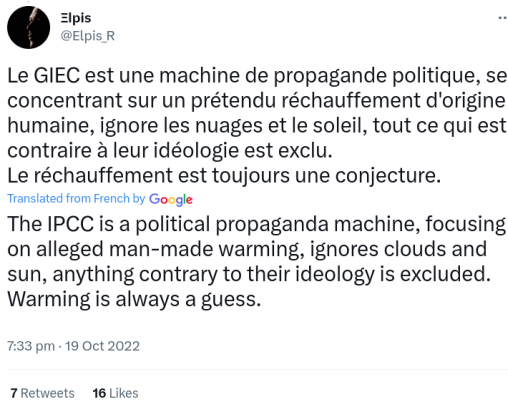 Ξlpis
@Elpis_R
Le GIEC est une machine de propagande politique, se
concentrant sur un prétendu réchauffement d'origine
humaine, ignore les nuages et le soleil, tout ce qui est
contraire à leur idéologie est exclu.
Le réchauffement est toujours une conjecture.
Translated from French by Google
The IPCC is a political propaganda machine, focusing
on alleged man-made warming, ignores clouds and
sun, anything contrary to their ideology is excluded.
Warming is always a guess.
7:33 pm · 19 Oct 2022
7 Retweets 16 Likes